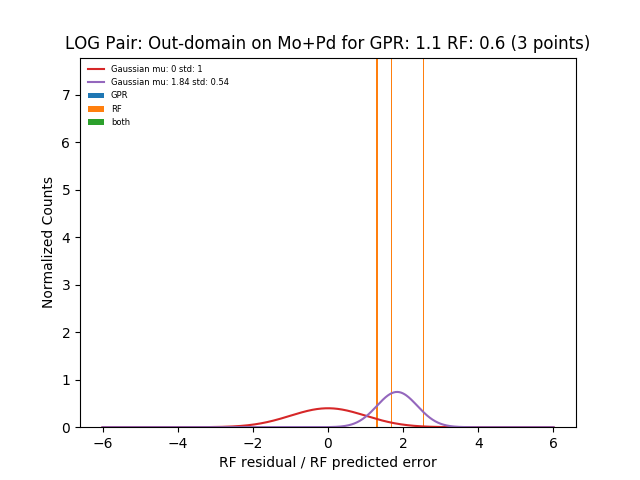 LOG Pair: Out-domain on Mo+Pd for GPR: 1.1 RF: 0.6 (3 points)
Gaussian mu: 0 std: 1
Gaussian mu: 1.84 std: 0.54
GPR
RF
both
Normalized Counts
7
6
5
4
3
2
1
0
−6 −4 −2 0 2 4 6
RF residual / RF predicted error